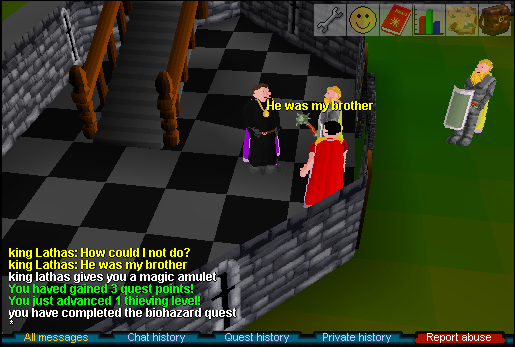 He was my brother
king Lathas: How could I not do?
king Lathas: He was my brother
king lathas gives you a magic amulet
You haved gained 3 quest points!
You just advanced 1 thieving level!
you have completed the biohazard quest
*
All messages
Chat history
Quest history
Private history
Report abuse